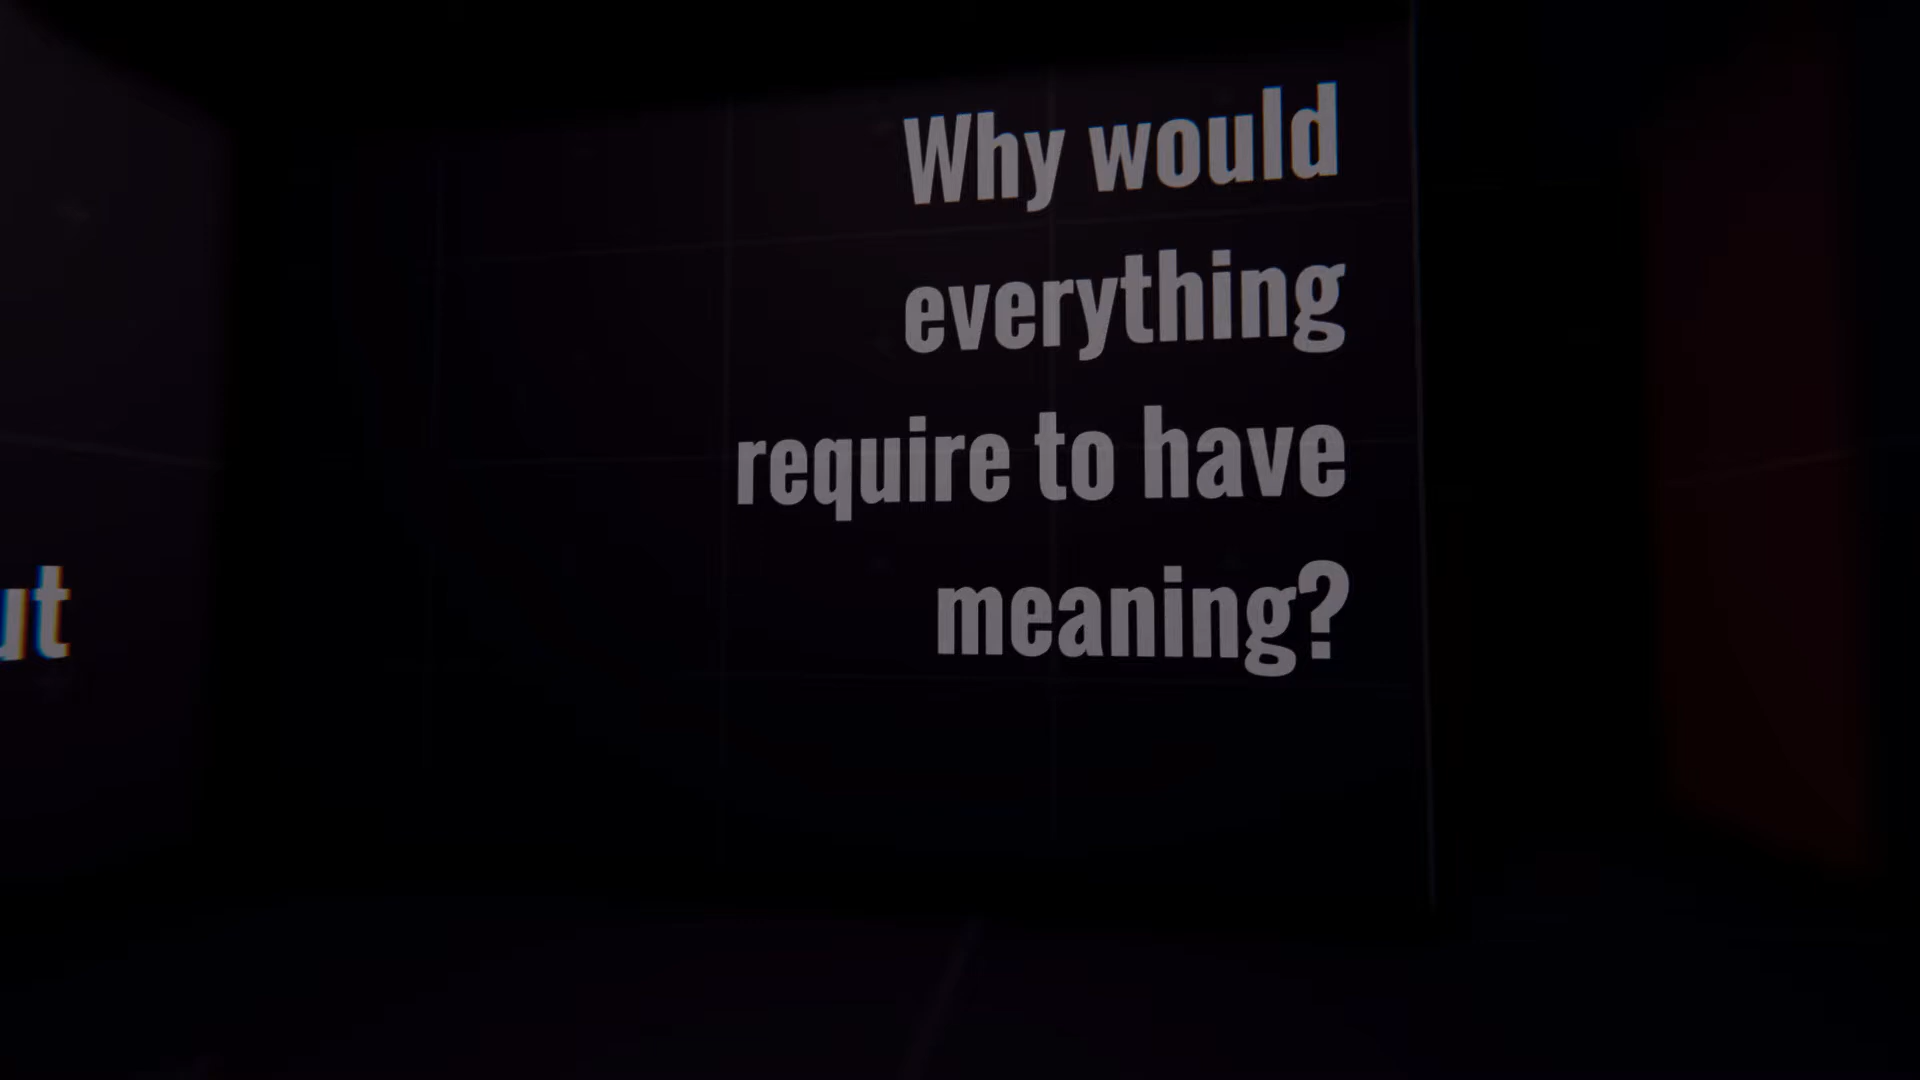 Why would
everything
require to have
meaning?
ut